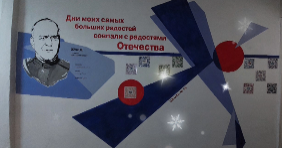 Дни моих самых
больших радостей
совпали с радостями
Отечества